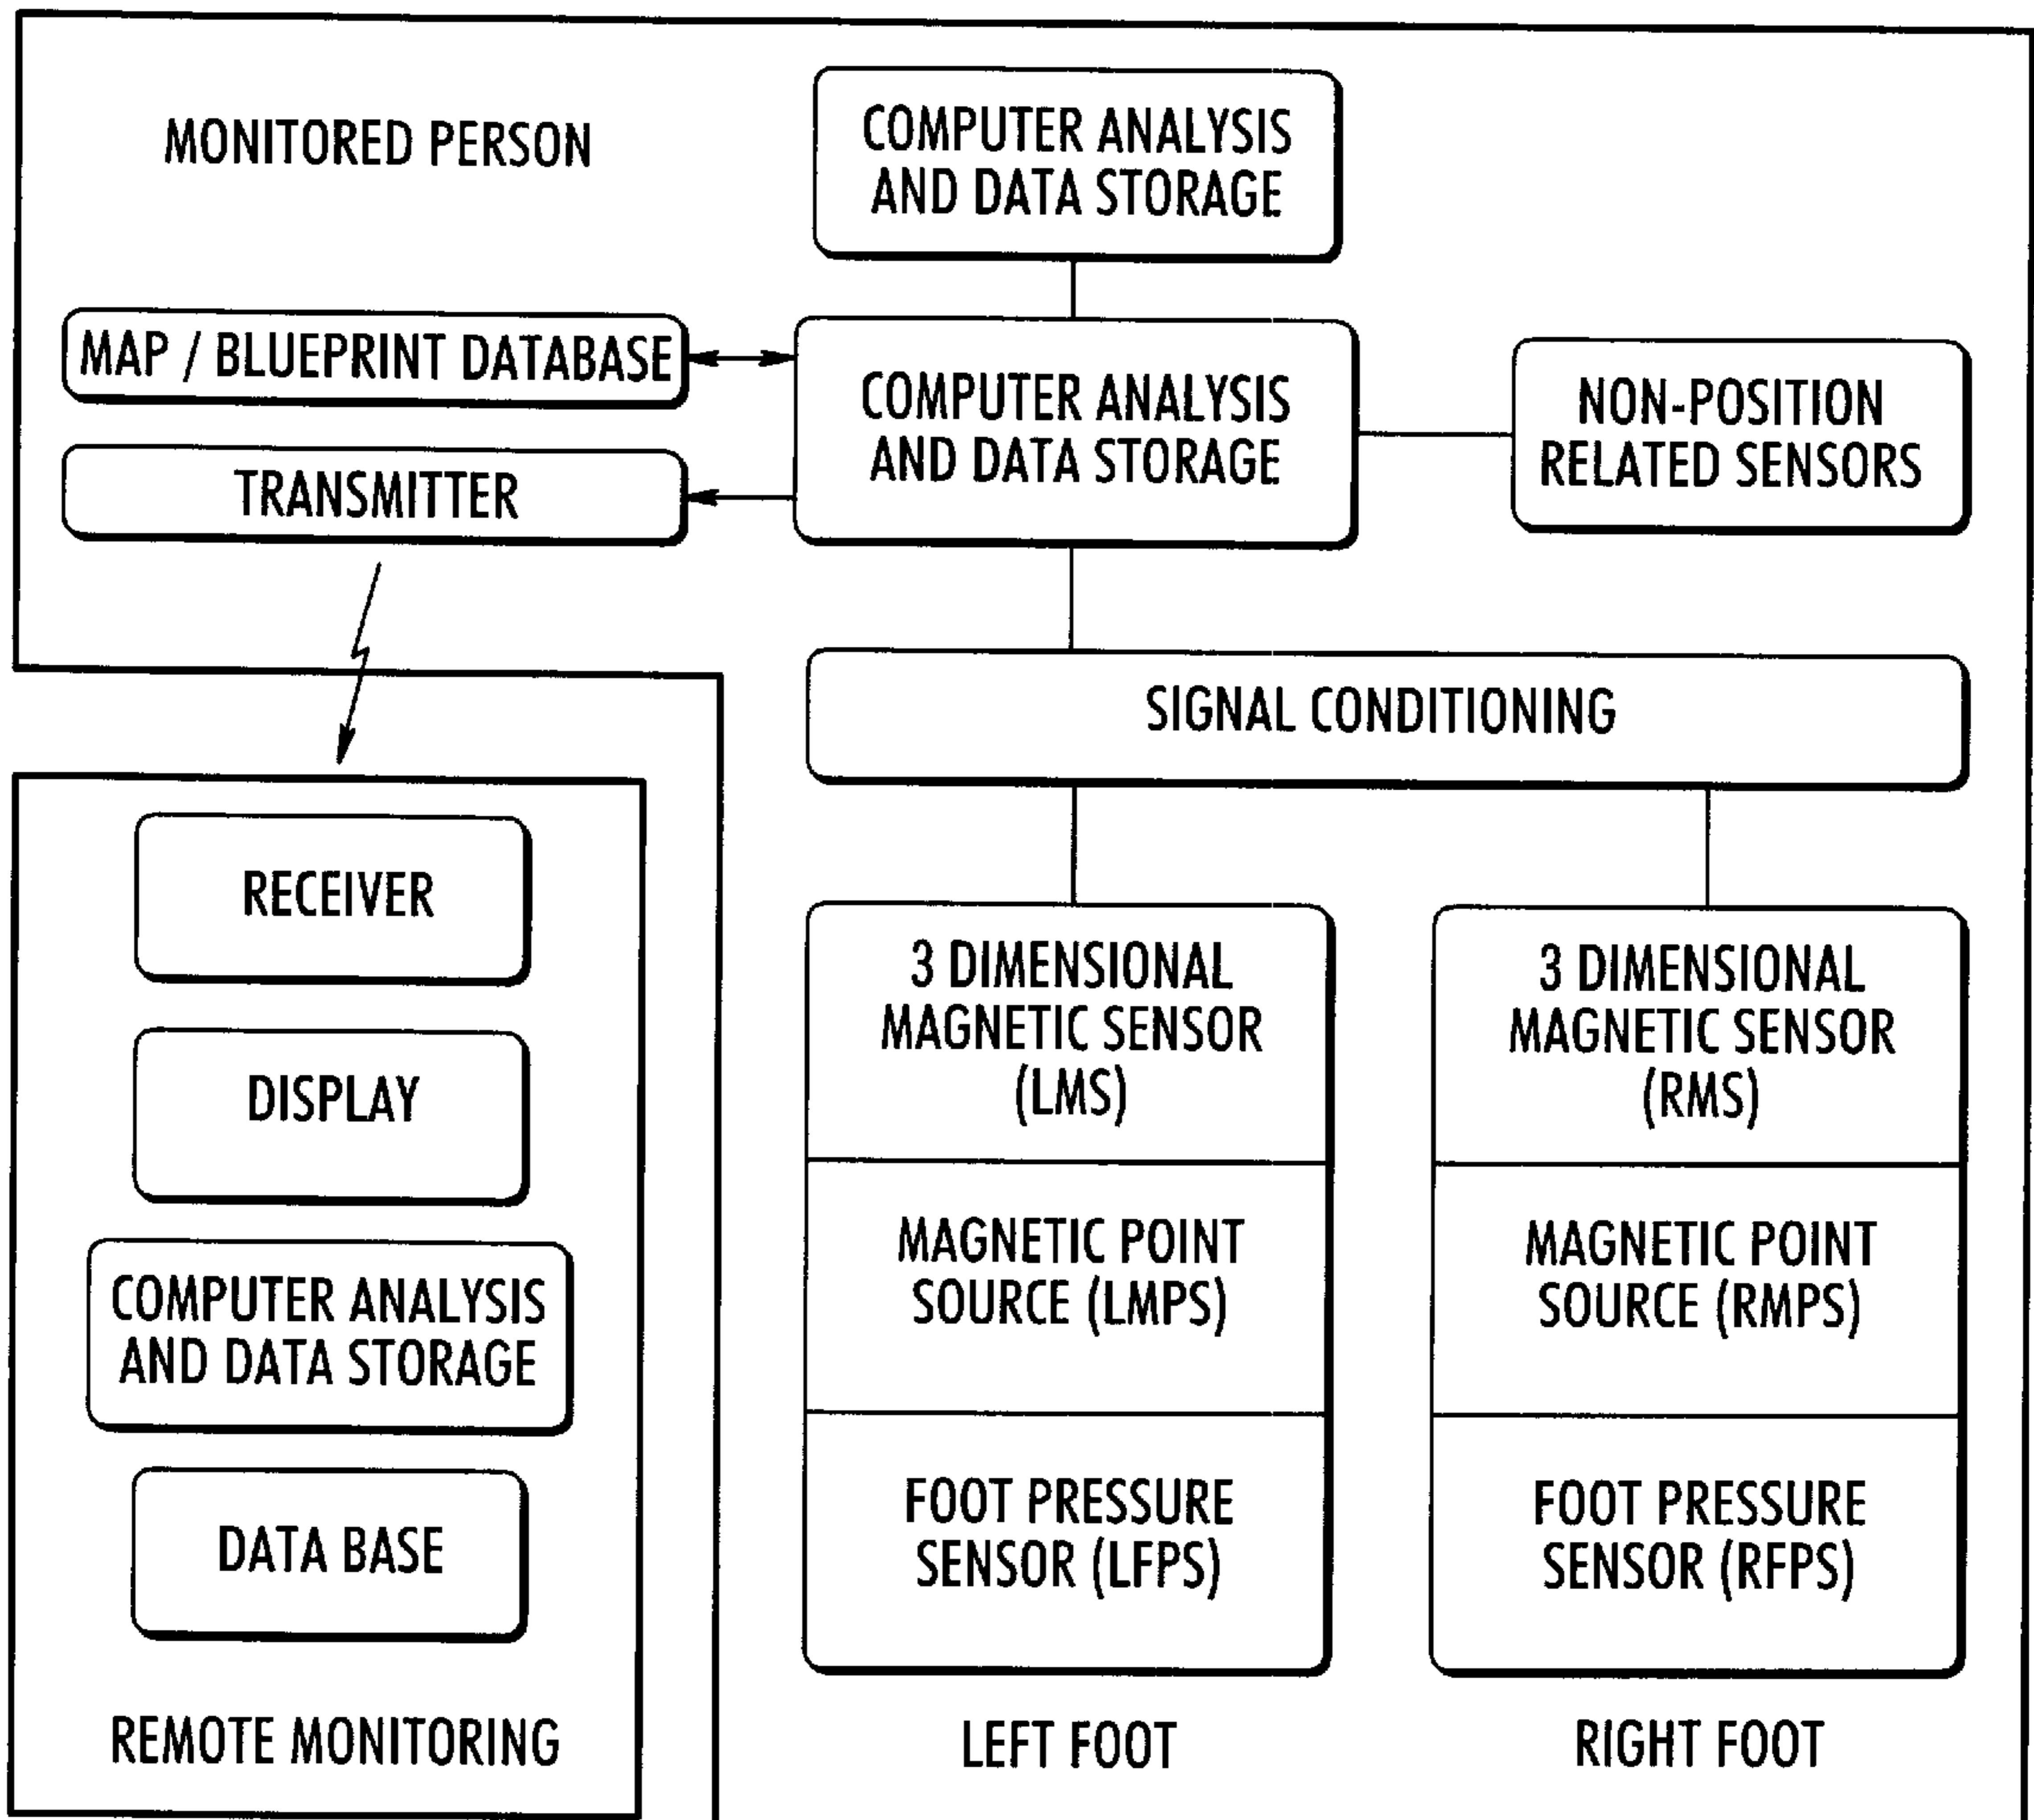 MONITORED PERSON
COMPUTER ANALYSIS
AND DATA STORAGE
MAP / BLUEPRINT DATABASE
TRANSMITTER
COMPUTER ANALYSIS
AND DATA STORAGE
NON-POSITION
RELATED SENSORS
SIGNAL CONDITIONING
RECEIVER
DISPLAY
COMPUTER ANALYSIS
AND DATA STORAGE
DATA BASE
REMOTE MONITORING
3 DIMENSIONAL
MAGNETIC SENSOR
(LMS)
MAGNETIC POINT
SOURCE (LMPS)
FOOT PRESSURE
SENSOR (LFPS)
LEFT FOOT
3 DIMENSIONAL
MAGNETIC SENSOR
(RMS)
MAGNETIC POINT
SOURCE (RMPS)
FOOT PRESSURE
SENSOR (RFPS)
RIGHT FOOT